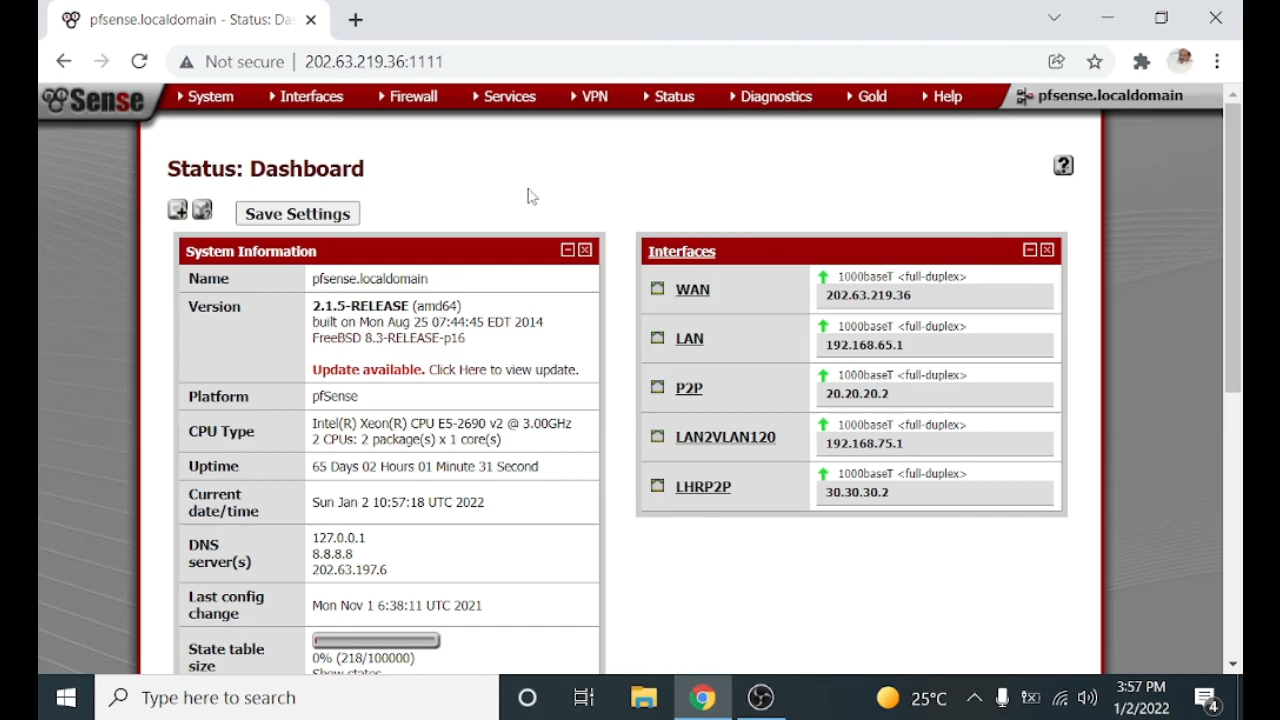 pfsense.localdomain - Status: Da
Not secure
202.63.219.36:1111
Sense
System
Interfaces
Firewall
Services
VPN
Status
Diagnostics
Gold
Help
pfsense.localdomain
Status: Dashboard
?
Save Settings
System Information
Name
pfsense.localdomain
Version
2.1.5-RELEASE (amd64)
built on Mon Aug 25 07:44:45 EDT 2014
FreeBSD 8.3-RELEASE-p16
Update available. Click Here to view update.
Platform
pfSense
CPU Type
Intel(R) Xeon(R) CPU E5-2690 v2 @ 3.00GHz
2 CPUs: 2 package(s) x 1 core(s)
Uptime
65 Days 02 Hours 01 Minute 31 Second
Current
date/time
Sun Jan 2 10:57:18 UTC 2022
DNS
server(s)
127.0.0.1
8.8.8.8
202.63.197.6
Last config
change
Mon Nov 1 6:38:11 UTC 2021
State table
size
0% (218/100000)
Show states
Interfaces
WAN
1000baseT <full-duplex>
202.63.219.36
LAN
1000baseT <full-duplex>
192.168.65.1
P2P
1000baseT <full-duplex>
20.20.20.2
LAN2VLAN120
1000baseT <full-duplex>
192.168.75.1
LHRP2P
1000baseT <full-duplex>
30.30.30.2
Type here to search
25°C
3:57 PM
1/2/2022
4